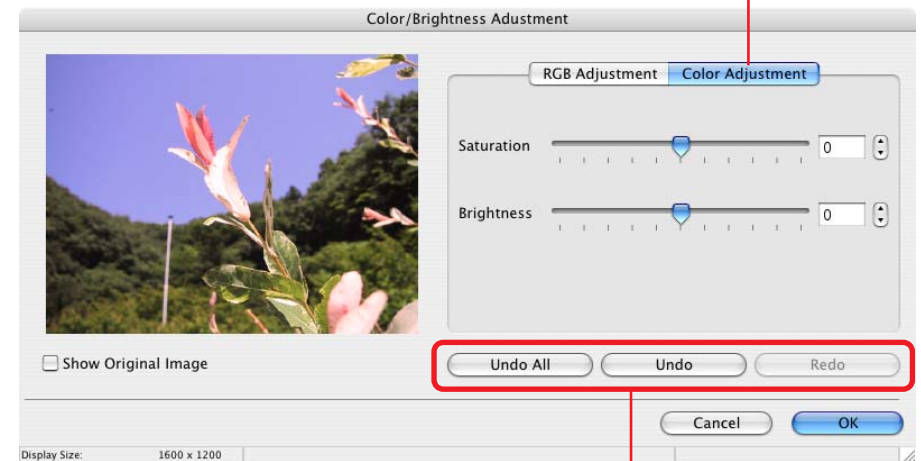 Color/Brightness Adustment
RGB Adjustment Color Adjustment
Saturation 0
Brightness 0
Show Original Image
Undo All Undo Redo
Cancel OK
Display Size: 1600 x 1200